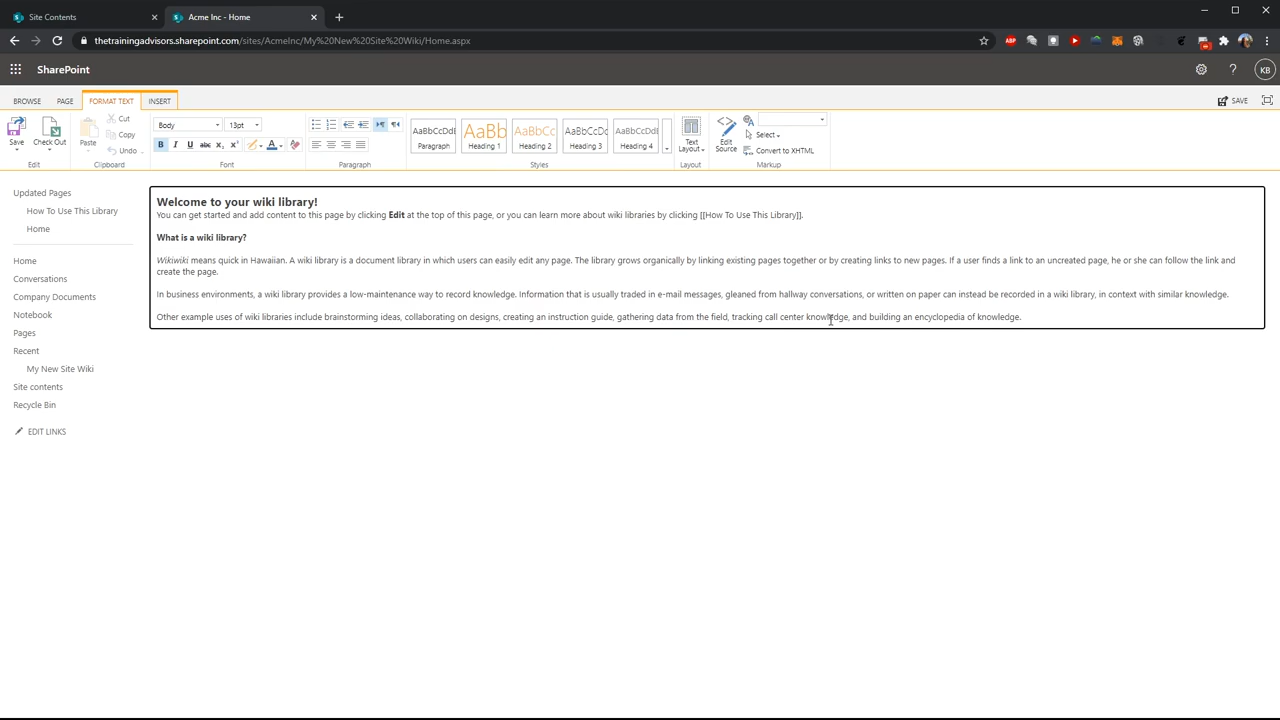 Site Contents
Acme Inc - Home
thetrainingadvisors.sharepoint.com/sites/AcmeInc/My%20New%20Site%20Wiki/Home.aspx
ABP
SharePoint
?
KB
BROWSE
PAGE
FORMAT TEXT
INSERT
SAVE
Save
Check Out
Paste
Cut
Copy
Undo
Body
13pt
B
I
U
abc
x₂
x²
A
AaBbCcDdE
AaBb
AaBbCc
AaBbCcDc
AaBbCcDdE
Paragraph
Heading 1
Heading 2
Heading 3
Heading 4
Text Layout
Edit Source
Select
Convert to XHTML
Edit
Clipboard
Font
Paragraph
Styles
Layout
Markup
Updated Pages
How To Use This Library
Home
Home
Conversations
Company Documents
Notebook
Pages
Recent
My New Site Wiki
Site contents
Recycle Bin
EDIT LINKS
Welcome to your wiki library!
You can get started and add content to this page by clicking Edit at the top of this page, or you can learn more about wiki libraries by clicking [[How To Use This Library]].
What is a wiki library?
Wikiwiki means quick in Hawaiian. A wiki library is a document library in which users can easily edit any page. The library grows organically by linking existing pages together or by creating links to new pages. If a user finds a link to an uncreated page, he or she can follow the link and
create the page.
In business environments, a wiki library provides a low-maintenance way to record knowledge. Information that is usually traded in e-mail messages, gleaned from hallway conversations, or written on paper can instead be recorded in a wiki library, in context with similar knowledge.
Other example uses of wiki libraries include brainstorming ideas, collaborating on designs, creating an instruction guide, gathering data from the field, tracking call center knowledge, and building an encyclopedia of knowledge.